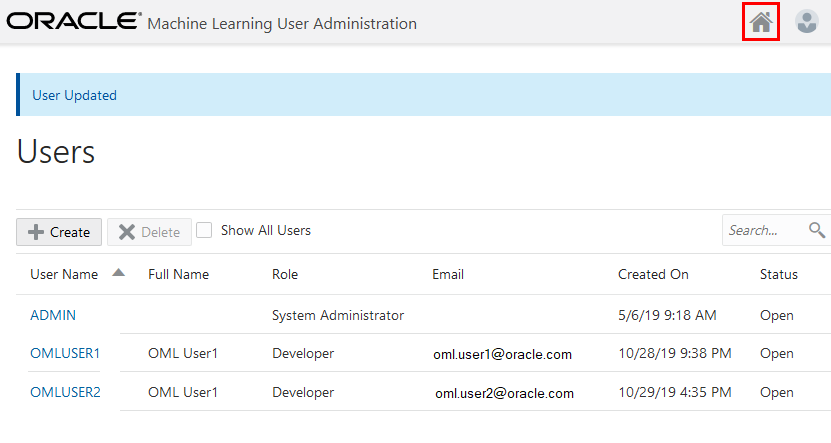 ORACLE® Machine Learning User Administration
User Updated
Users
Create Delete Show All Users Search...
User Name Full Name Role Email Created On Status
ADMIN System Administrator 5/6/19 9:18 AM Open
OMLUSER1 OML User1 Developer oml.user1@oracle.com 10/28/19 9:38 PM Open
OMLUSER2 OML User1 Developer oml.user2@oracle.com 10/29/19 4:35 PM Open